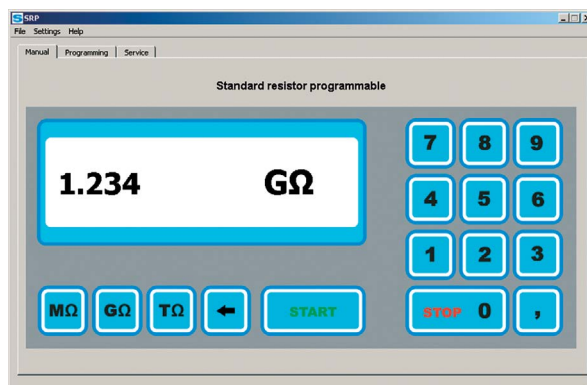 SRP
File Settings Help
Manual Programming Service
Standard resistor programmable
1.234 GΩ
7 8 9
4 5 6
1 2 3
MΩ GΩ TΩ START STOP 0 ,